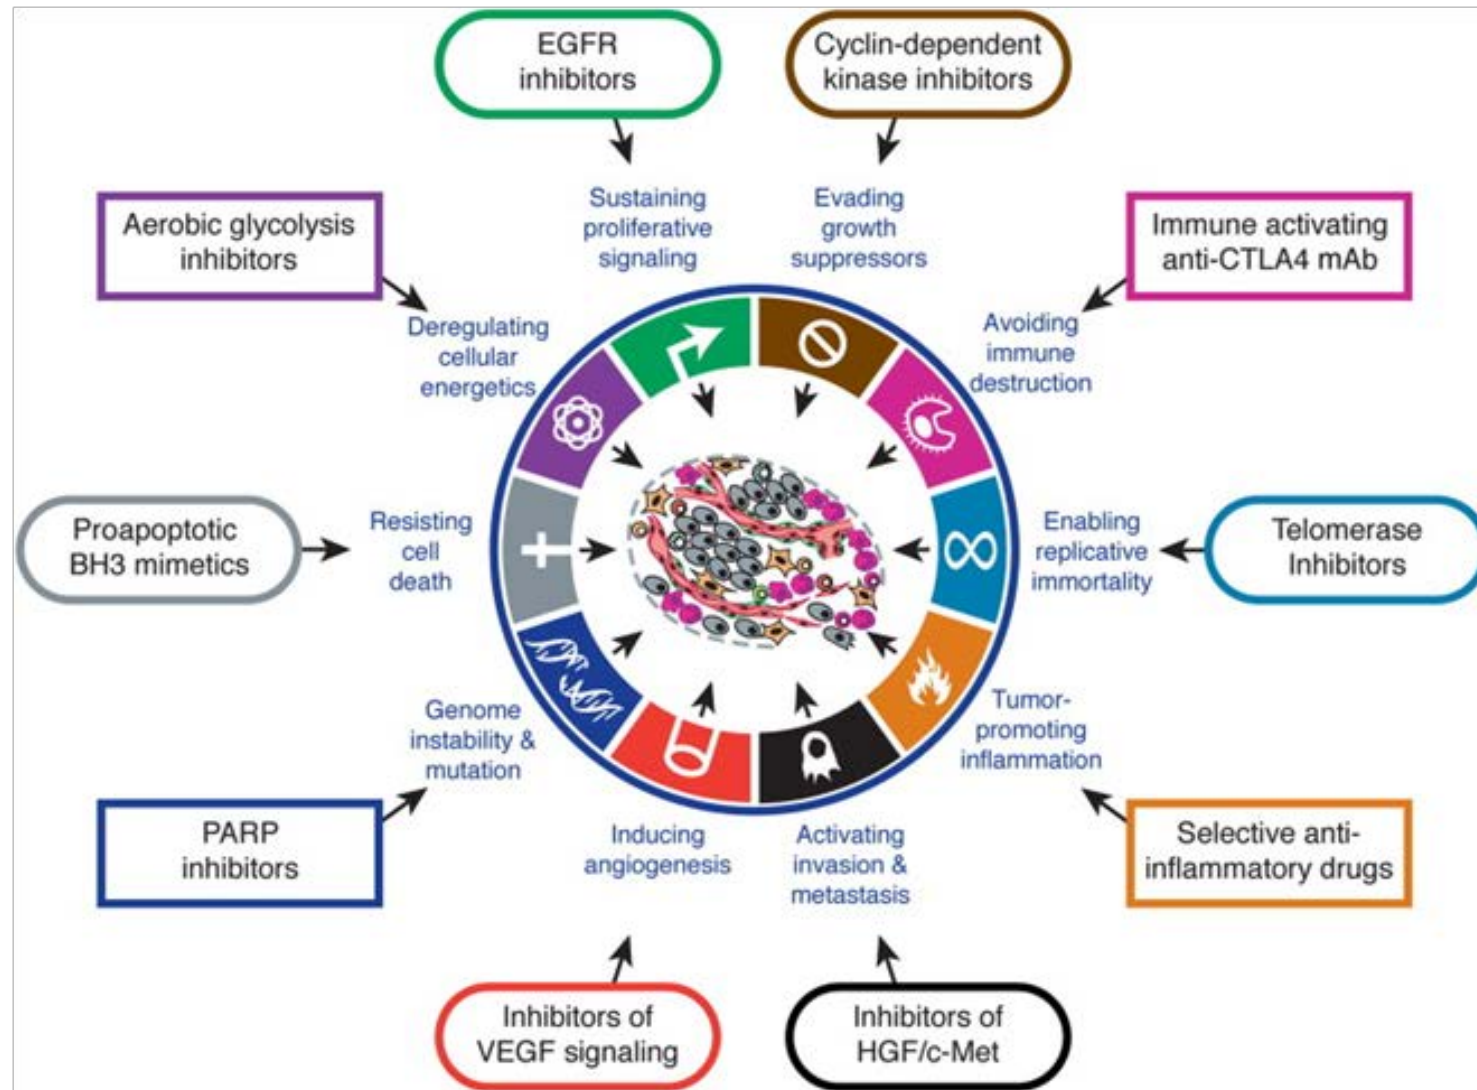 EGFR
inhibitors
Cyclin-dependent
kinase inhibitors
Aerobic glycolysis
inhibitors
Sustaining
proliferative
signaling
Evading
growth
suppressors
Immune activating
anti-CTLA4 mAb
Deregulating
cellular
energetics
Avoiding
immune
destruction
Proapoptotic
BH3 mimetics
Resisting
cell
death
Enabling
replicative
immortality
Telomerase
Inhibitors
Genome
instability &
mutation
Tumor-
promoting
inflammation
PARP
inhibitors
Inducing
angiogenesis
Activating
invasion &
metastasis
Selective anti-
inflammatory drugs
Inhibitors of
VEGF signaling
Inhibitors of
HGF/c-Met